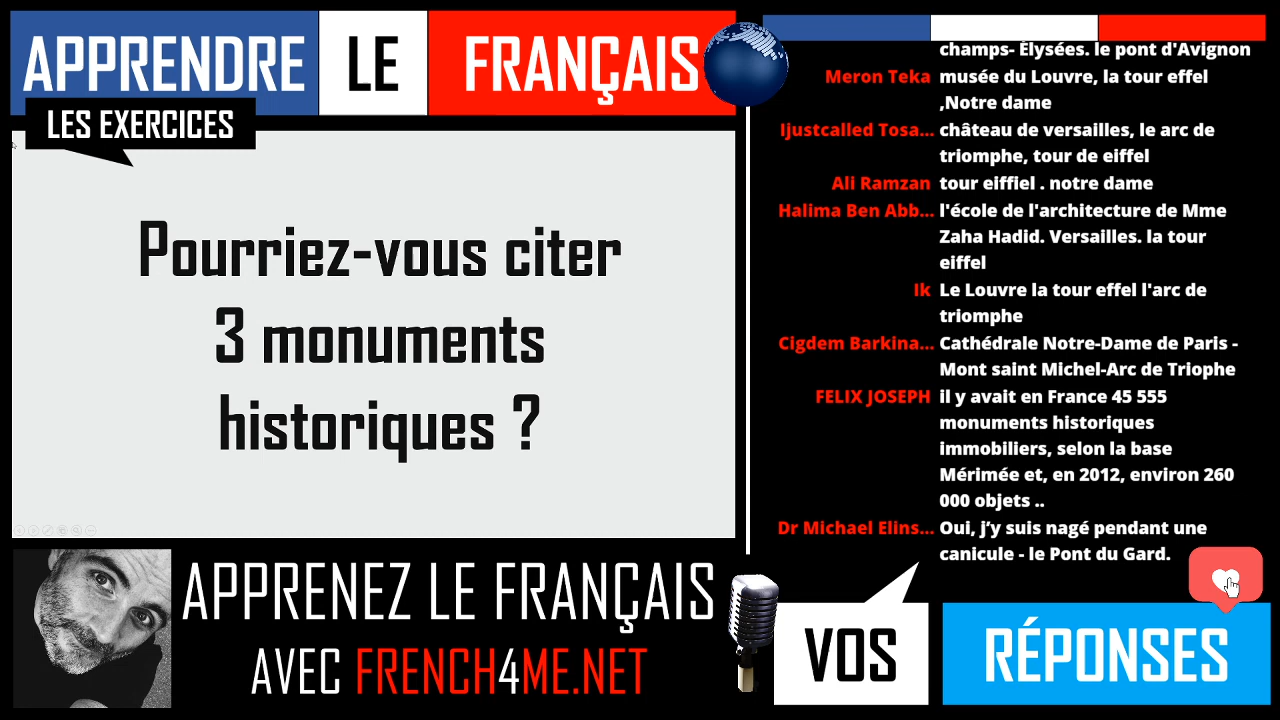 APPRENDRE LE FRANÇAIS
LES EXERCICES
Pourriez-vous citer
3 monuments
historiques ?
APPRENEZ LE FRANÇAIS
AVEC FRENCH4ME.NET
champs- Élysées. le pont d'Avignon
Meron Teka musée du Louvre, la tour effel
,Notre dame
Ijustcalled Tosa... château de versailles, le arc de
triomphe, tour de eiffel
Ali Ramzan tour eiffiel . notre dame
Halima Ben Abb... l'école de l'architecture de Mme
Zaha Hadid. Versailles. la tour
eiffel
Ik Le Louvre la tour effel l'arc de
triomphe
Cigdem Barkina... Cathédrale Notre-Dame de Paris -
Mont saint Michel-Arc de Triophe
FELIX JOSEPH il y avait en France 45 555
monuments historiques
immobiliers, selon la base
Mérimée et, en 2012, environ 260
000 objets ..
Dr Michael Elins... Oui, j’y suis nagé pendant une
canicule - le Pont du Gard.
VOS RÉPONSES